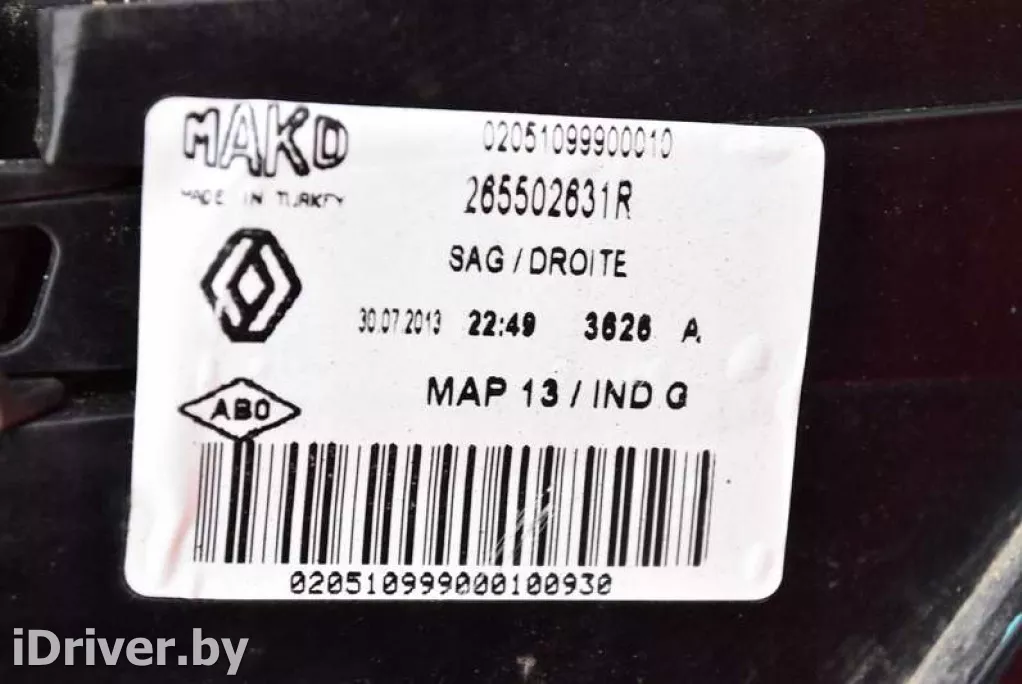 MAKO
MADE IN TURKEY
02051099900010
265502631R
SAG / DROITE
30.07.2013 22:49 3626 A
MAP 13 / IND G
ABO
020510999000100930
iDriver.by